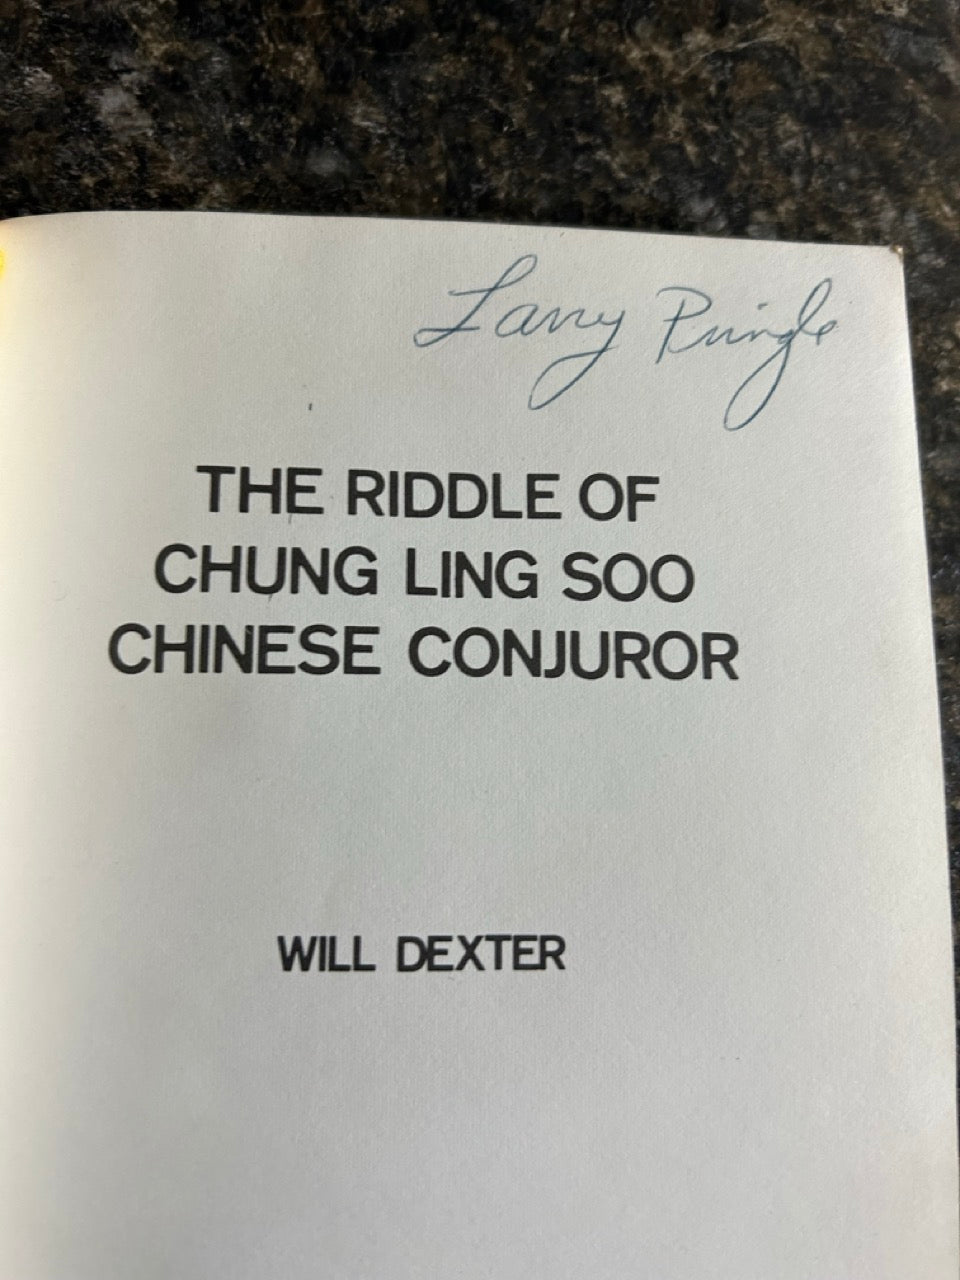 Larry Pringle
THE RIDDLE OF
CHUNG LING SOO
CHINESE CONJUROR
WILL DEXTER